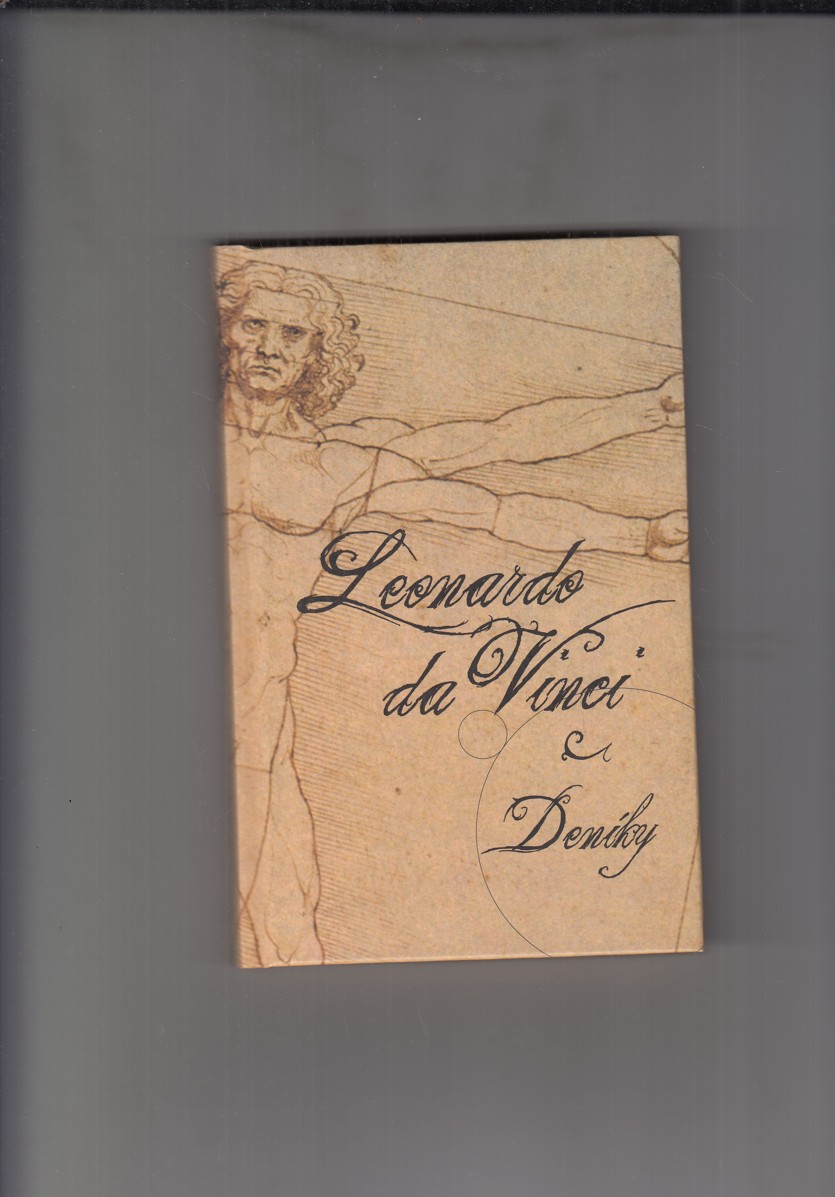 Leonardo
da Vinci
Deníky